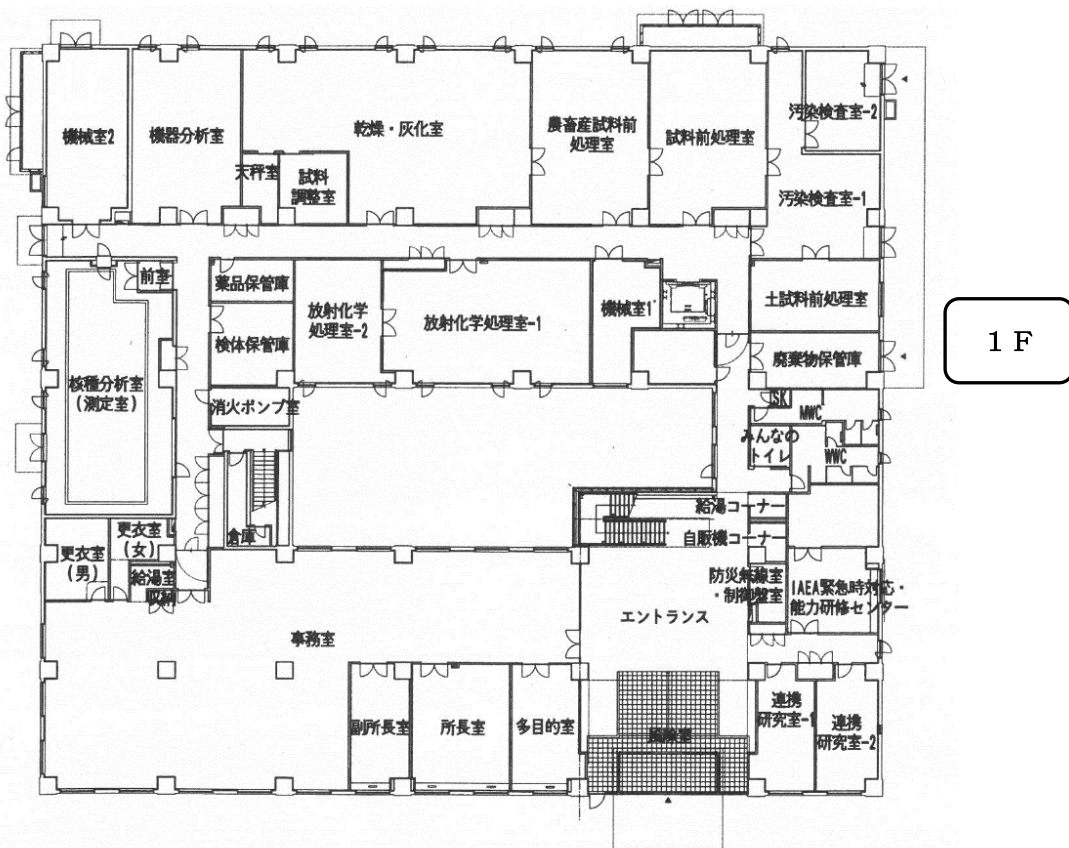 機械室2
機器分析室
乾燥・灰化室
農畜産試料前
処理室
試料前処理室
汚染検査室-2
天秤室
試料
調整室
汚染検査室-1
前室
薬品保管庫
放射化学
処理室-2
放射化学処理室-1
機械室1
土試料前処理室
1F
検体保管庫
廃棄物保管庫
核種分析室
(測定室)
消火ポンプ室
SK
MWC
みんなの
トイレ
WWC
倉庫
給湯コーナー
自販機コーナー
更衣室
(男)
更衣室
(女)
給湯室
収納
防災無線室
・制御盤室
IAEA緊急時対応・
能力研修センター
エントランス
事務室
副所長室
所長室
多目的室
風除室
連携
研究室-1
連携
研究室-2